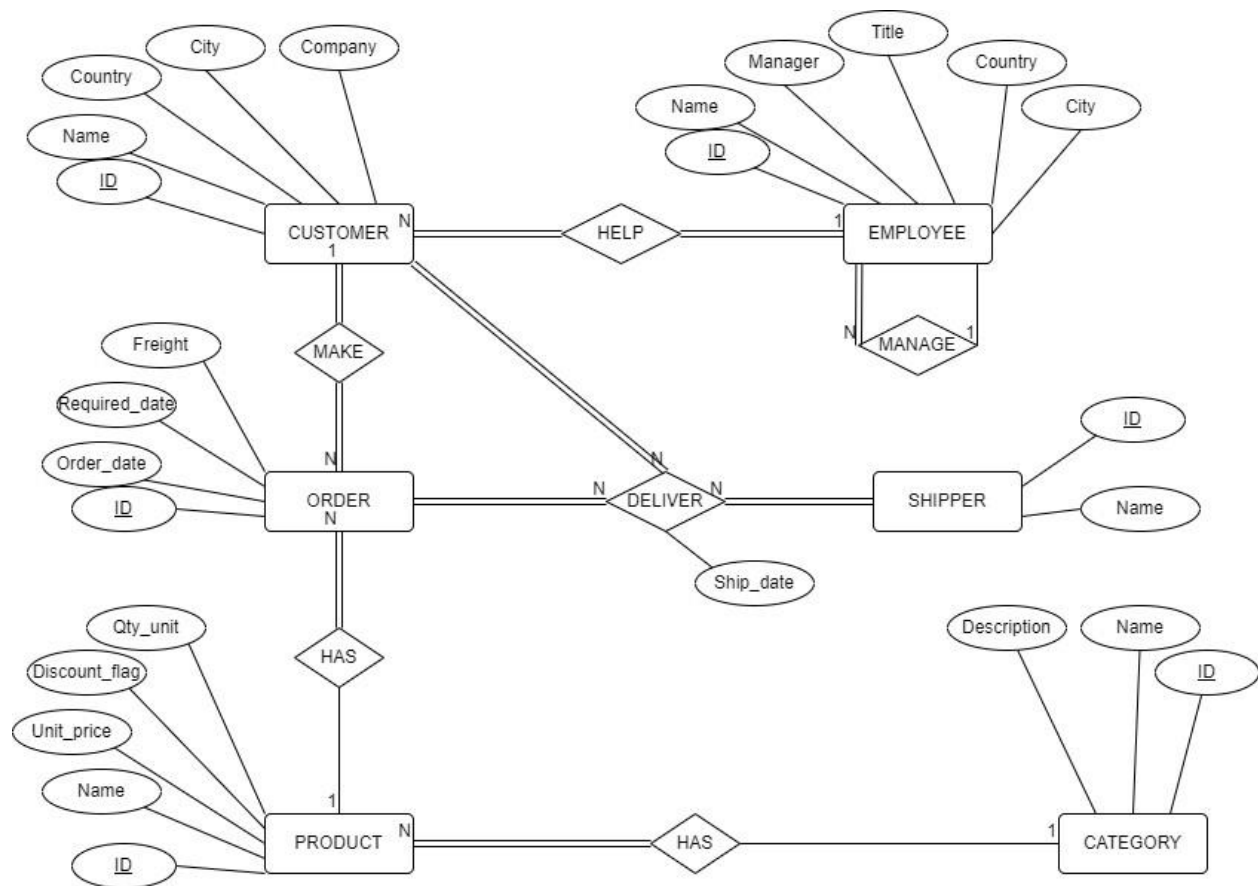 City
Company
Country
Name
ID
Title
Manager
Country
Name
City
ID
CUSTOMER
N
HELP
1
EMPLOYEE
1
MAKE
N
MANAGE
1
Freight
Required_date
Order_date
ID
N
ORDER
N
N
N
DELIVER
N
SHIPPER
ID
Name
Ship_date
Qty_unit
Discount_flag
Unit_price
Name
ID
HAS
1
PRODUCT
N
HAS
1
CATEGORY
Description
Name
ID